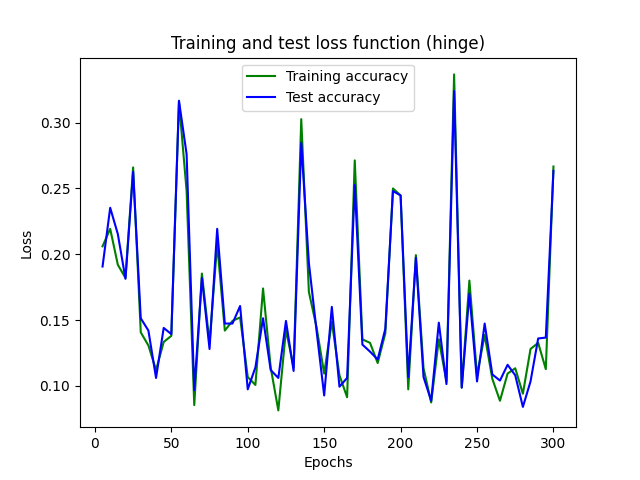 Training and test loss function (hinge)
Training accuracy
Test accuracy
0.30
0.25
0.20
0.15
0.10
Loss
0 50 100 150 200 250 300
Epochs